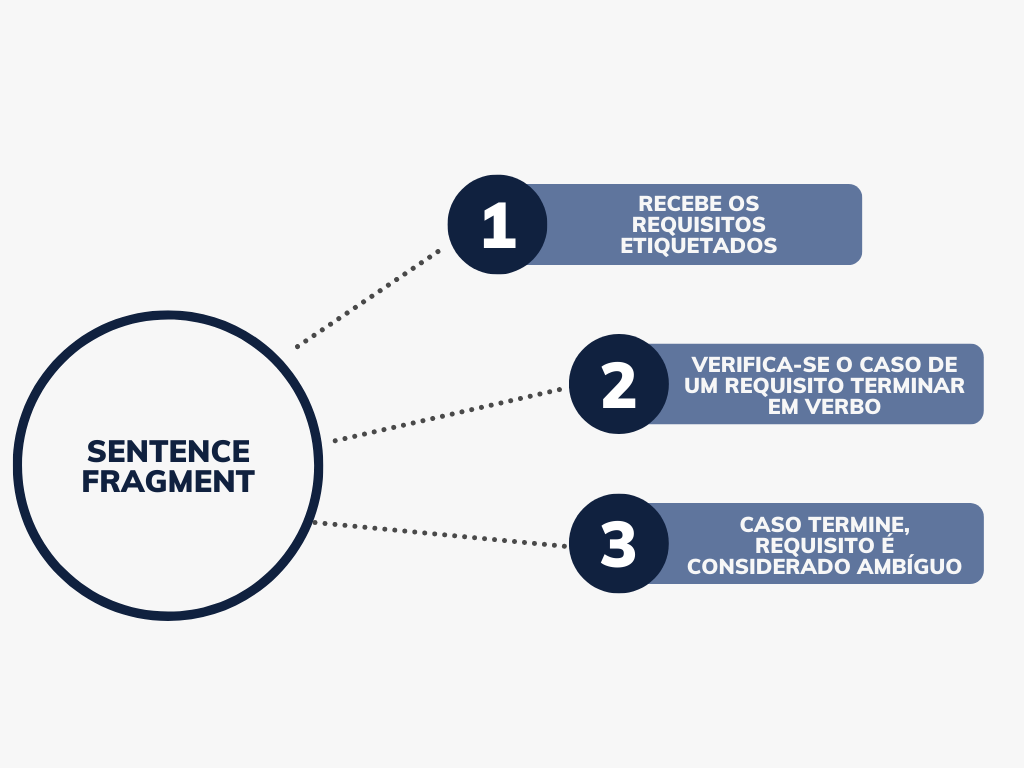 SENTENCE
FRAGMENT
1
RECEBE OS
REQUISITOS
ETIQUETADOS
2
VERIFICA-SE O CASO DE
UM REQUISITO TERMINAR
EM VERBO
3
CASO TERMINE,
REQUISITO É
CONSIDERADO AMBÍGUO